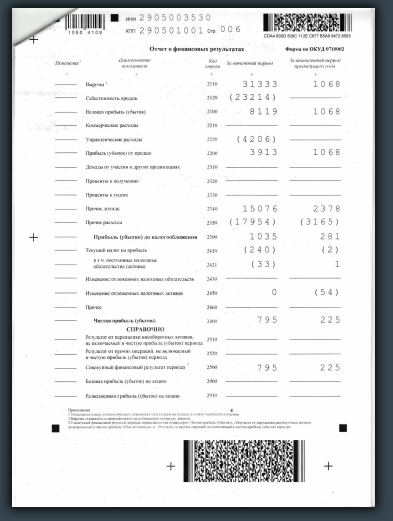 1080 4109
ИНН 2905003530
КПП 290501001 Стр. 006
Отчет о финансовых результатах
Форма по ОКУД 0710002
Пояснения Наименование показателя Код строки За отчетный период За аналогичный период предыдущего года
Выручка 2110 31333 1068
Себестоимость продаж 2120 (23214)
Валовая прибыль (убыток) 2100 8119 1068
Коммерческие расходы 2210
Управленческие расходы 2220 (4206)
Прибыль (убыток) от продаж 2200 3913 1068
Доходы от участия в других организациях 2310
Проценты к получению 2320
Проценты к уплате 2330
Прочие доходы 2340 15076 2378
Прочие расходы 2350 (17954) (3165)
Прибыль (убыток) до налогообложения 2300 1035 281
Текущий налог на прибыль 2410 (240) (2)
в т.ч. постоянные налоговые
обязательства (активы) 2421 (33) 1
Изменение отложенных налоговых обязательств 2430
Изменение отложенных налоговых активов 2450 0 (54)
Прочее 2460
Чистая прибыль (убыток) 2400 795 225
СПРАВОЧНО
Результат от переоценки внеоборотных активов,
не включаемый в чистую прибыль (убыток) периода 2510
Результат от прочих операций, не включаемый
в чистую прибыль (убыток) периода 2520
Совокупный финансовый результат периода 2500 795 225
Базовая прибыль (убыток) на акцию 2900
Разводненная прибыль (убыток) на акцию 2910
Примечания